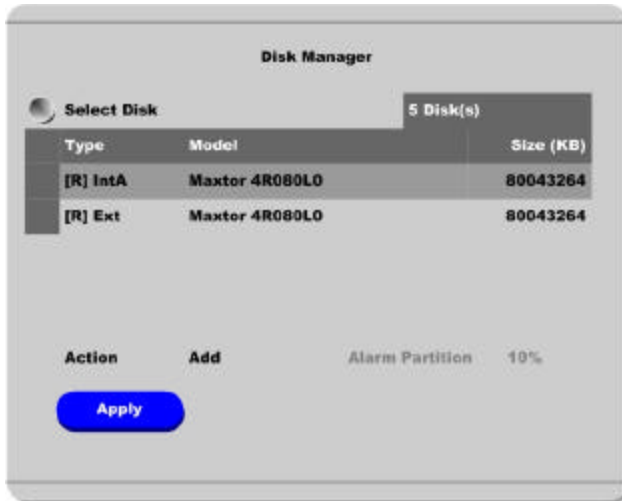 Disk Manager
Select Disk 5 Disk(s)
Type Model Size (KB)
[R] IntA Maxtor 4R080L0 80043264
[R] Ext Maxtor 4R080L0 80043264
Action Add Alarm Partition 10%
Apply